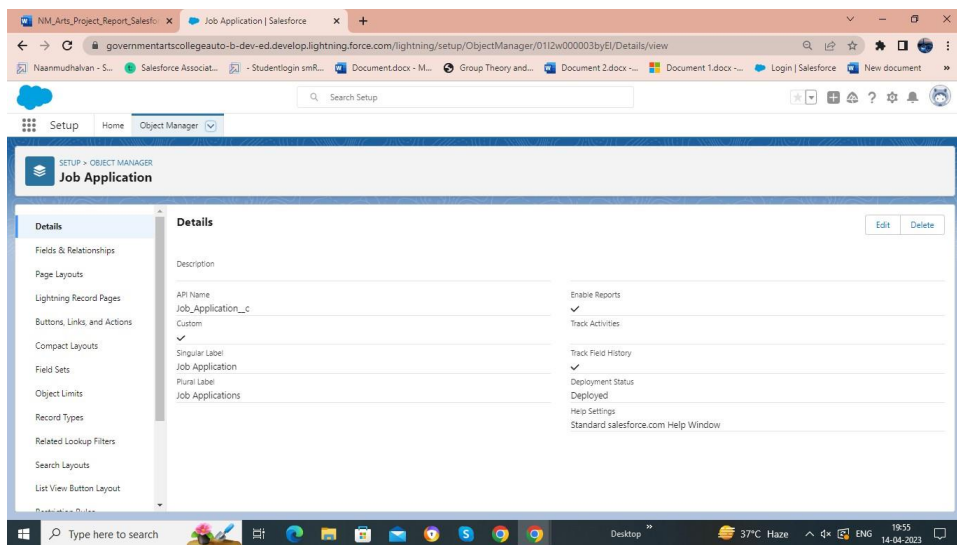 NM_Arts_Project_Report_Salesfo
Job Application | Salesforce
governmentartscollegeauto-b-dev-ed.develop.lightning.force.com/lightning/setup/ObjectManager/01I2w000003byEI/Details/view
Naanmudhalvan - S... Salesforce Associat... - Studentlogin smR... Document.docx - M... Group Theory and... Document 2.docx -... Document 1.docx -... Login | Salesforce New document »
Search Setup
Setup Home Object Manager
SETUP > OBJECT MANAGER
Job Application
Details
Fields & Relationships
Page Layouts
Lightning Record Pages
Buttons, Links, and Actions
Compact Layouts
Field Sets
Object Limits
Record Types
Related Lookup Filters
Search Layouts
List View Button Layout
Details
Edit Delete
Description
API Name
Job_Application__c
Custom
Singular Label
Job Application
Plural Label
Job Applications
Enable Reports
Track Activities
Track Field History
Deployment Status
Deployed
Help Settings
Standard salesforce.com Help Window
Type here to search
Desktop »
37°C Haze
ENG
19:55
14-04-2023